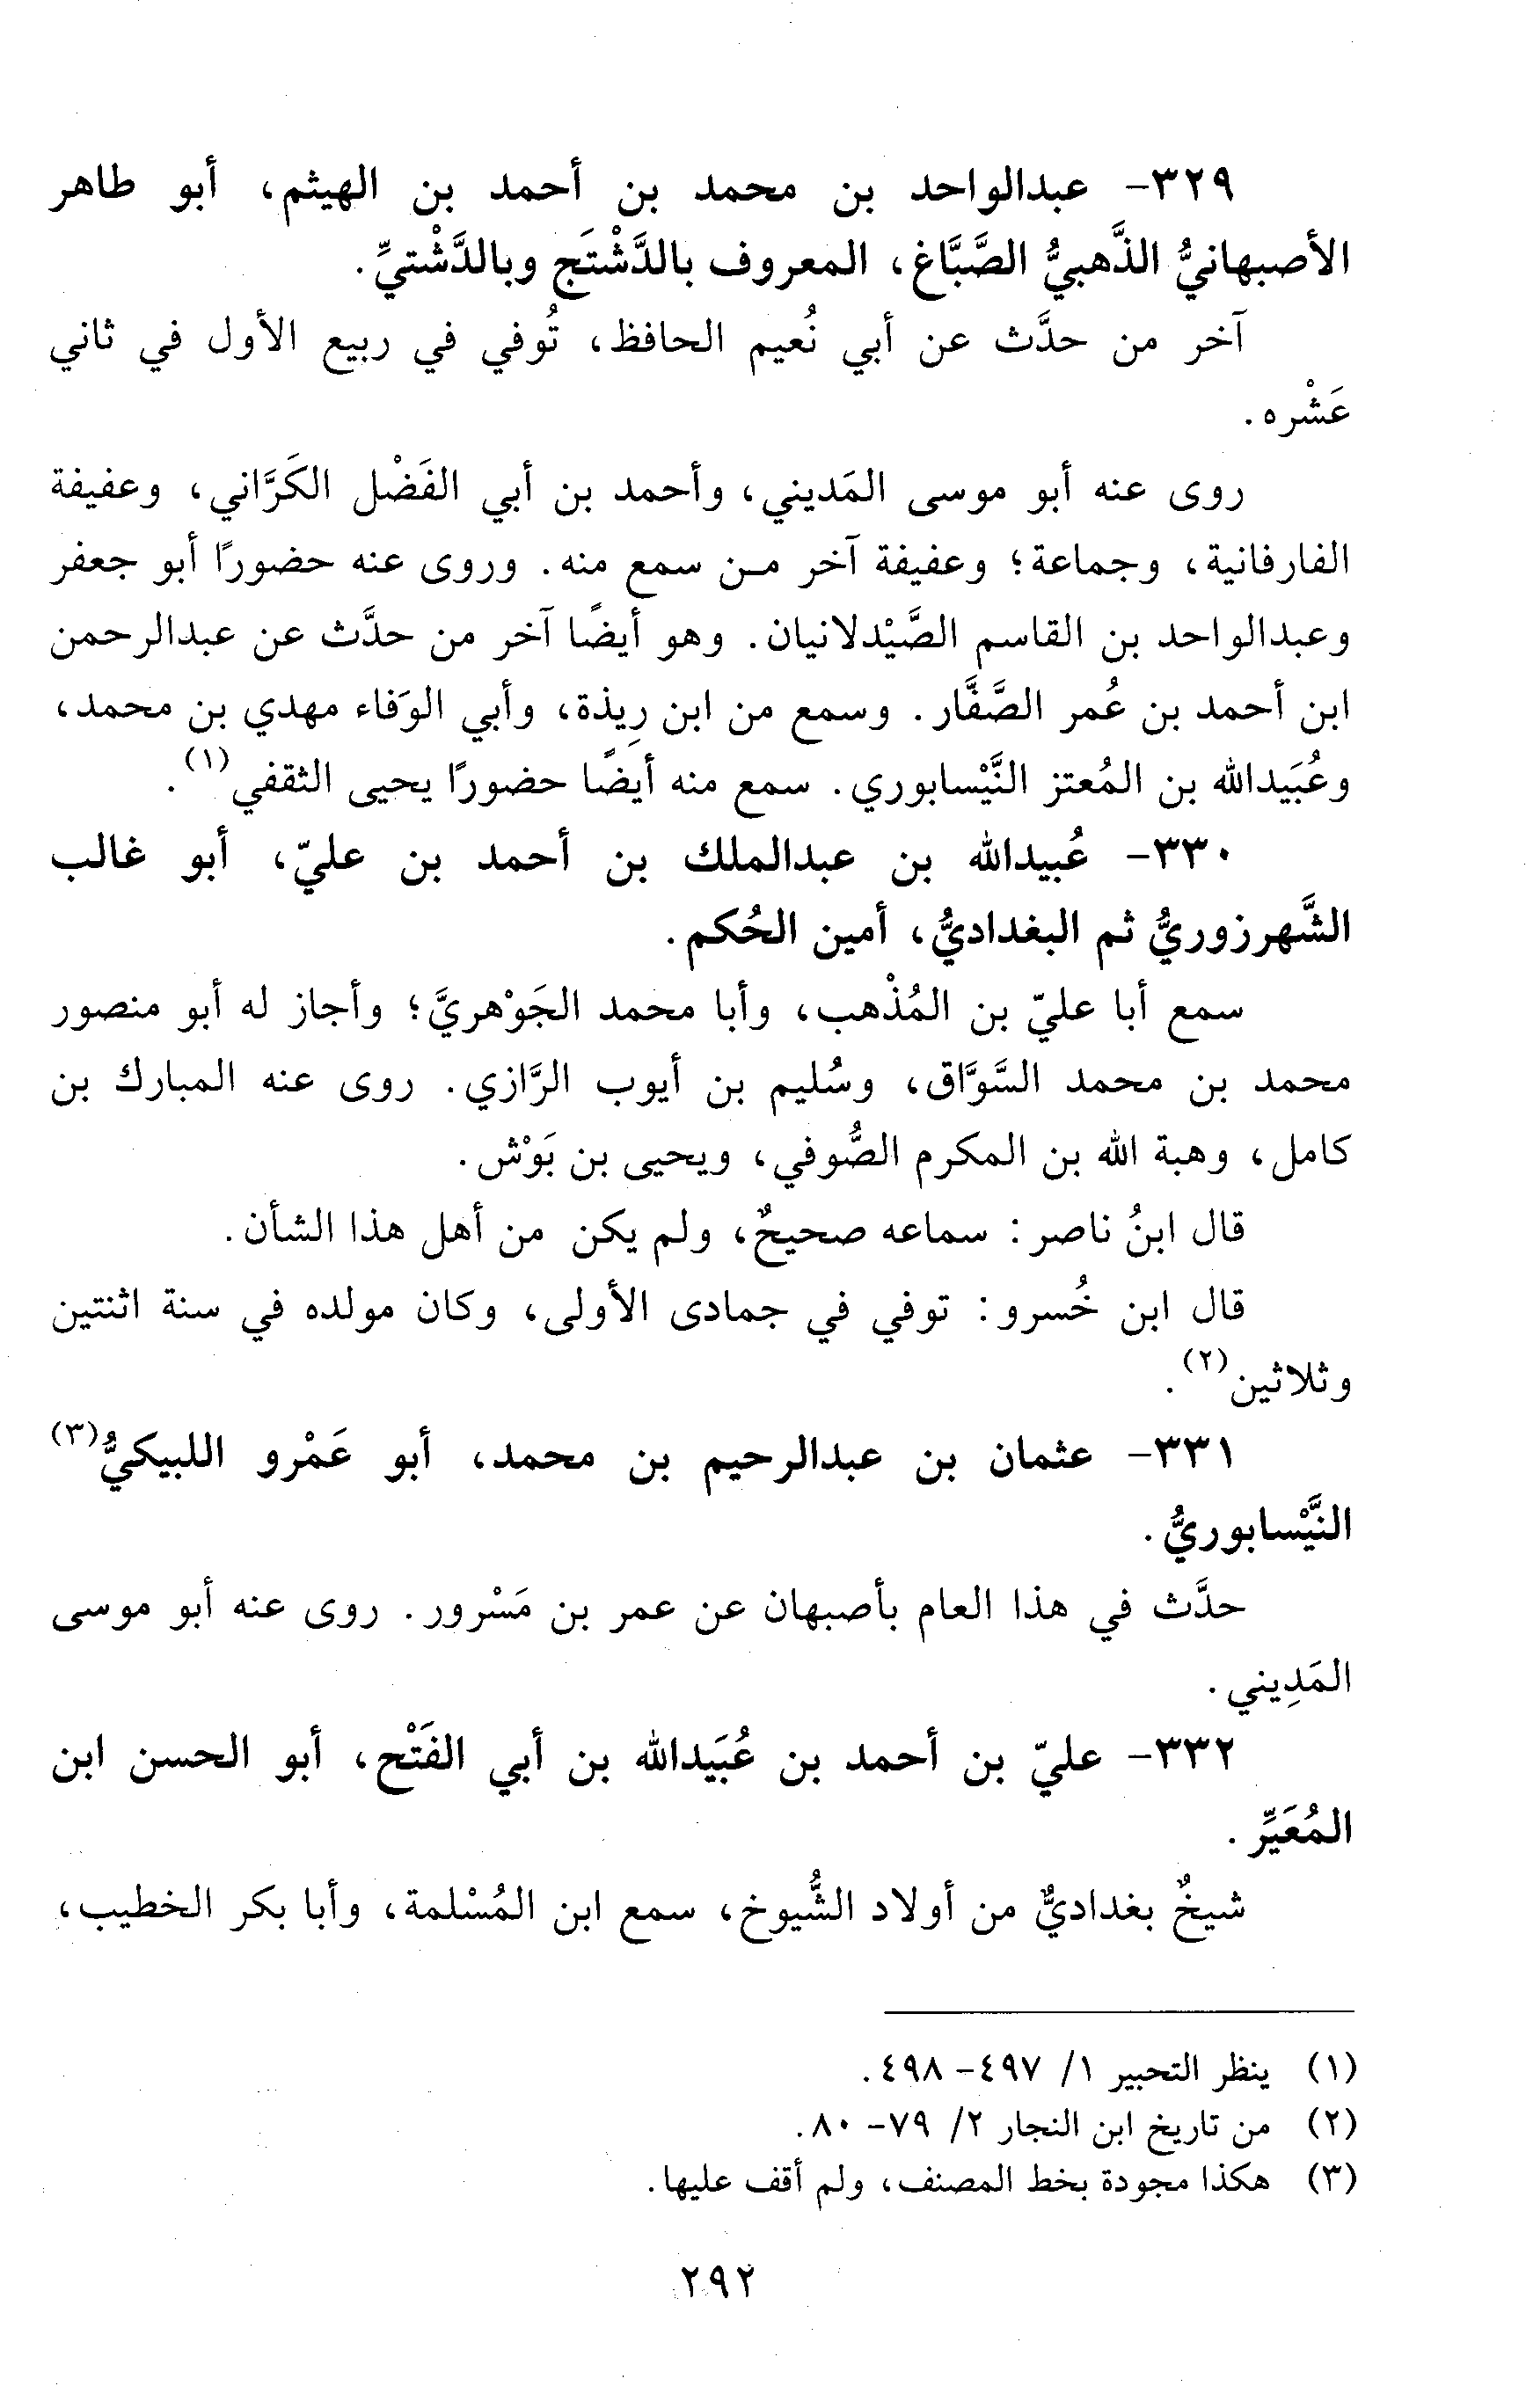 ٣٢٩- عبدالواحد بن محمد بن أحمد بن الهيثم، أبو طاهر
الأصبهانيُّ الذَّهبيُّ الصَّبَّاغ، المعروف بالدَّشْتَج وبالدَّشْتيِّ.
آخر من حدَّث عن أبي نُعيم الحافظ، تُوفي في ربيع الأول في ثاني
عَشْره.
روى عنه أبو موسى المَديني، وأحمد بن أبي الفَضْل الكَرَّاني، وعفيفة
الفارفانية، وجماعة؛ وعفيفة آخر مـن سمع منه. وروى عنه حضورًا أبو جعفر
وعبدالواحد بن القاسم الصَّيْدلانيان. وهو أيضًا آخر من حدَّث عن عبدالرحمن
ابن أحمد بن عُمر الصَّفَّار. وسمع من ابن رِيذة، وأبي الوَفاء مهدي بن محمد،
وعُبَيدالله بن المُعتز النَّيْسابوري. سمع منه أيضًا حضورًا يحيى الثقفي(١).
٣٣٠- عُبيدالله بن عبدالملك بن أحمد بن عليّ، أبو غالب
الشَّهرزوريُّ ثم البغداديُّ، أمين الحُكم.
سمع أبا عليّ بن المُذْهب، وأبا محمد الجَوْهريَّ؛ وأجاز له أبو منصور
محمد بن محمد السَّوَّاق، وسُليم بن أيوب الرَّازي. روى عنه المبارك بن
كامل، وهبة الله بن المكرم الصُّوفي، ويحيى بن بَوْش.
قال ابنُ ناصر: سماعه صحيحٌ، ولم يكن من أهل هذا الشأن.
قال ابن خُسرو: توفي في جمادى الأولى، وكان مولده في سنة اثنتين
وثلاثين(٢).
٣٣١- عثمان بن عبدالرحيم بن محمد، أبو عَمْرو اللبيكيُّ(٣)
النَّيْسابوريُّ.
حدَّث في هذا العام بأصبهان عن عمر بن مَسْرور. روى عنه أبو موسى
المَدِيني.
٣٣٢- عليّ بن أحمد بن عُبَيدالله بن أبي الفَتْح، أبو الحسن ابن
المُعَيِّر.
شيخٌ بغداديٌّ من أولاد الشُّيوخ، سمع ابن المُسْلمة، وأبا بكر الخطيب،
(١) ينظر التحبير ١/ ٤٩٧- ٤٩٨.
(٢) من تاريخ ابن النجار ٢/ ٧٩- ٨٠.
(٣) هكذا مجودة بخط المصنف، ولم أقف عليها.
٢٩٢